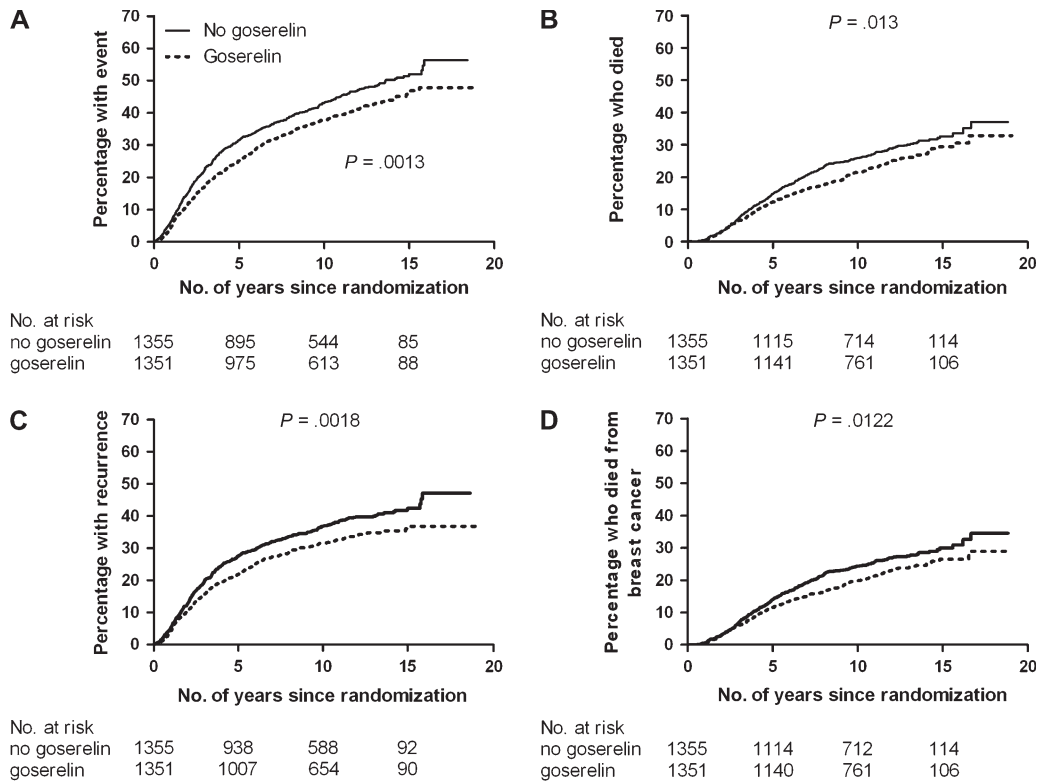 A
No goserelin
Goserelin
P = .0013
Percentage with event
70
60
50
40
30
20
10
0
0 5 10 15 20
No. of years since randomization
No. at risk
no goserelin 1355 895 544 85
goserelin 1351 975 613 88
B
P = .013
Percentage who died
70
60
50
40
30
20
10
0
0 5 10 15 20
No. of years since randomization
No. at risk
no goserelin 1355 1115 714 114
goserelin 1351 1141 761 106
C
P = .0018
Percentage with recurrence
70
60
50
40
30
20
10
0
0 5 10 15 20
No. of years since randomization
No. at risk
no goserelin 1355 938 588 92
goserelin 1351 1007 654 90
D
P = .0122
Percentage who died from
breast cancer
70
60
50
40
30
20
10
0
0 5 10 15 20
No. of years since randomization
No. at risk
no goserelin 1355 1114 712 114
goserelin 1351 1140 761 106